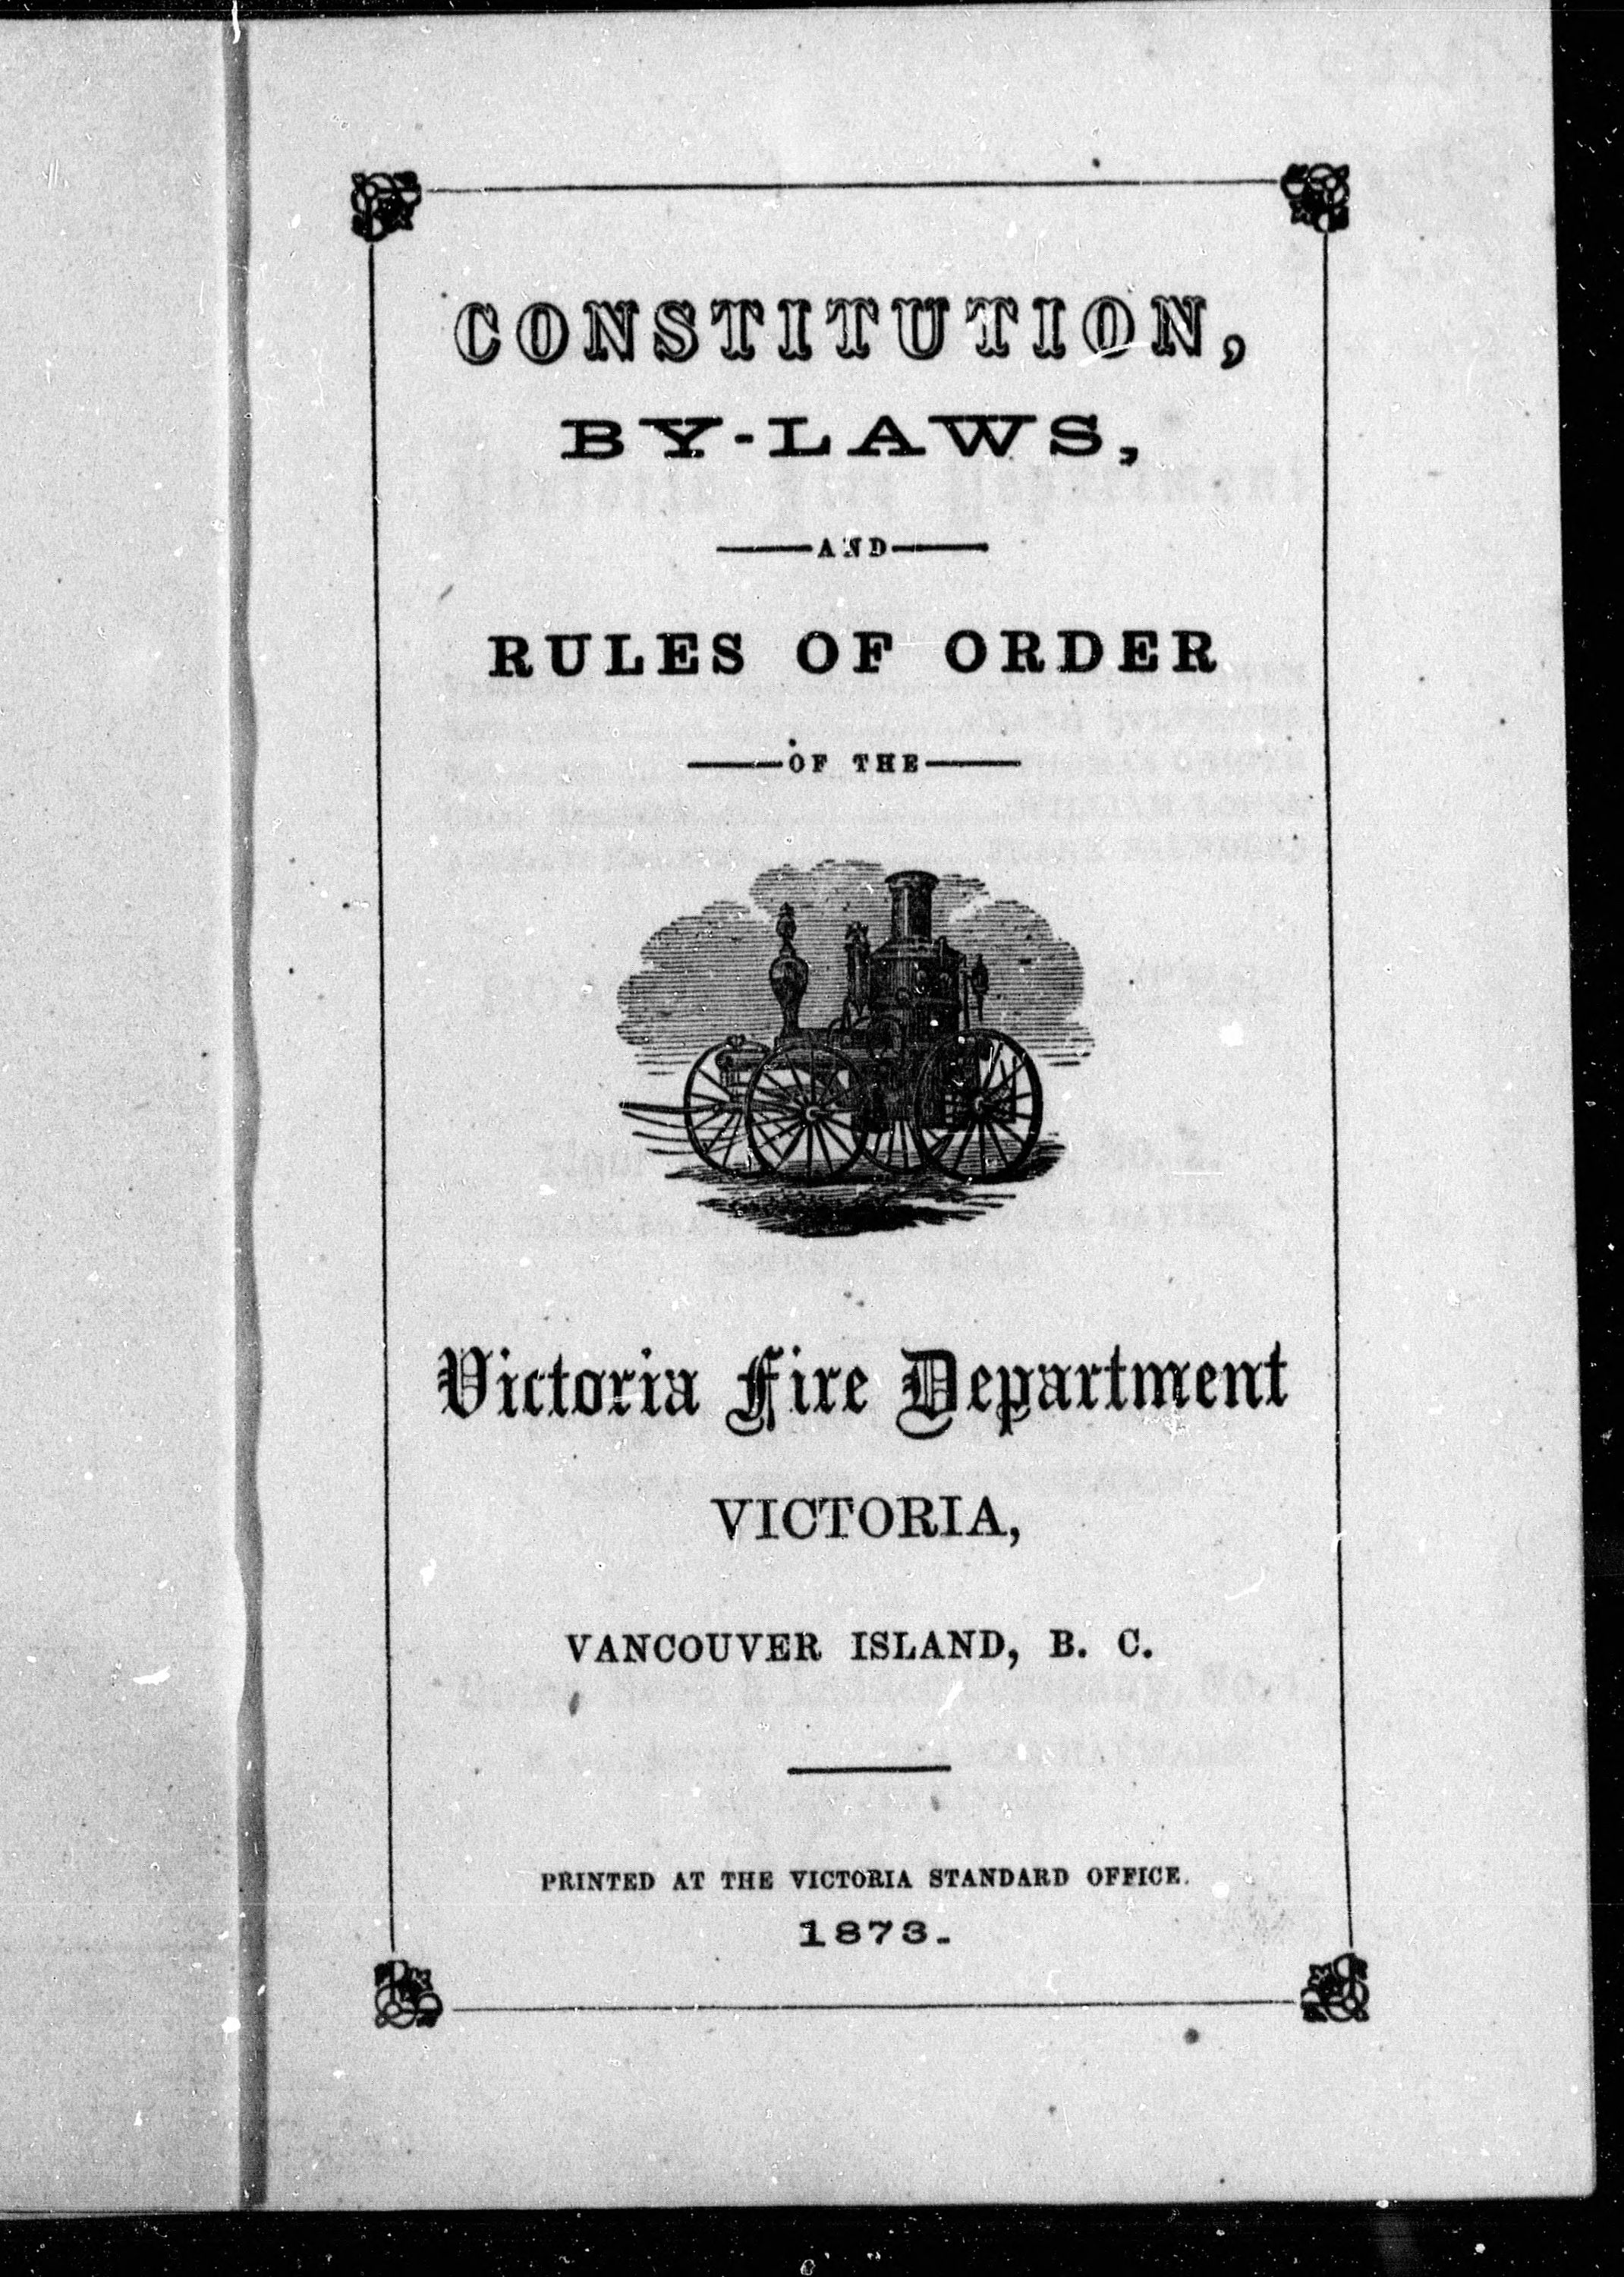 CONSTITUTION,
BY-LAWS,
AND
RULES OF ORDER
OF THE
Victoria Fire Department
VICTORIA,
VANCOUVER ISLAND, B. C.
PRINTED AT THE VICTORIA STANDARD OFFICE.
1873.